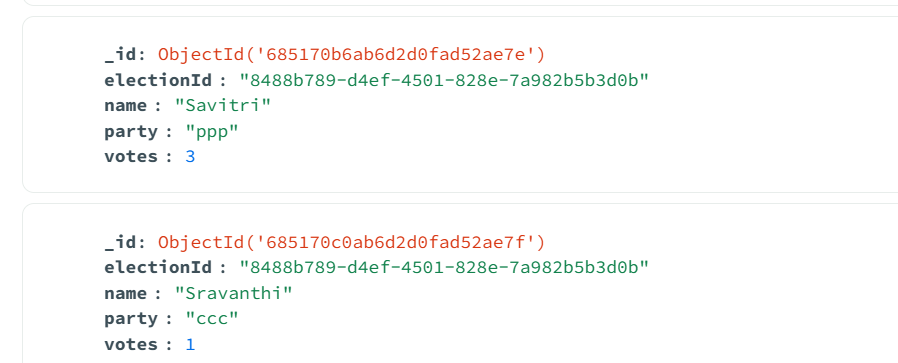 _id: ObjectId('685170b6ab6d2d0fad52ae7e')
electionId : "8488b789-d4ef-4501-828e-7a982b5b3d0b"
name : "Savitri"
party : "ppp"
votes : 3
_id: ObjectId('685170c0ab6d2d0fad52ae7f')
electionId : "8488b789-d4ef-4501-828e-7a982b5b3d0b"
name : "Sravanthi"
party : "ccc"
votes : 1